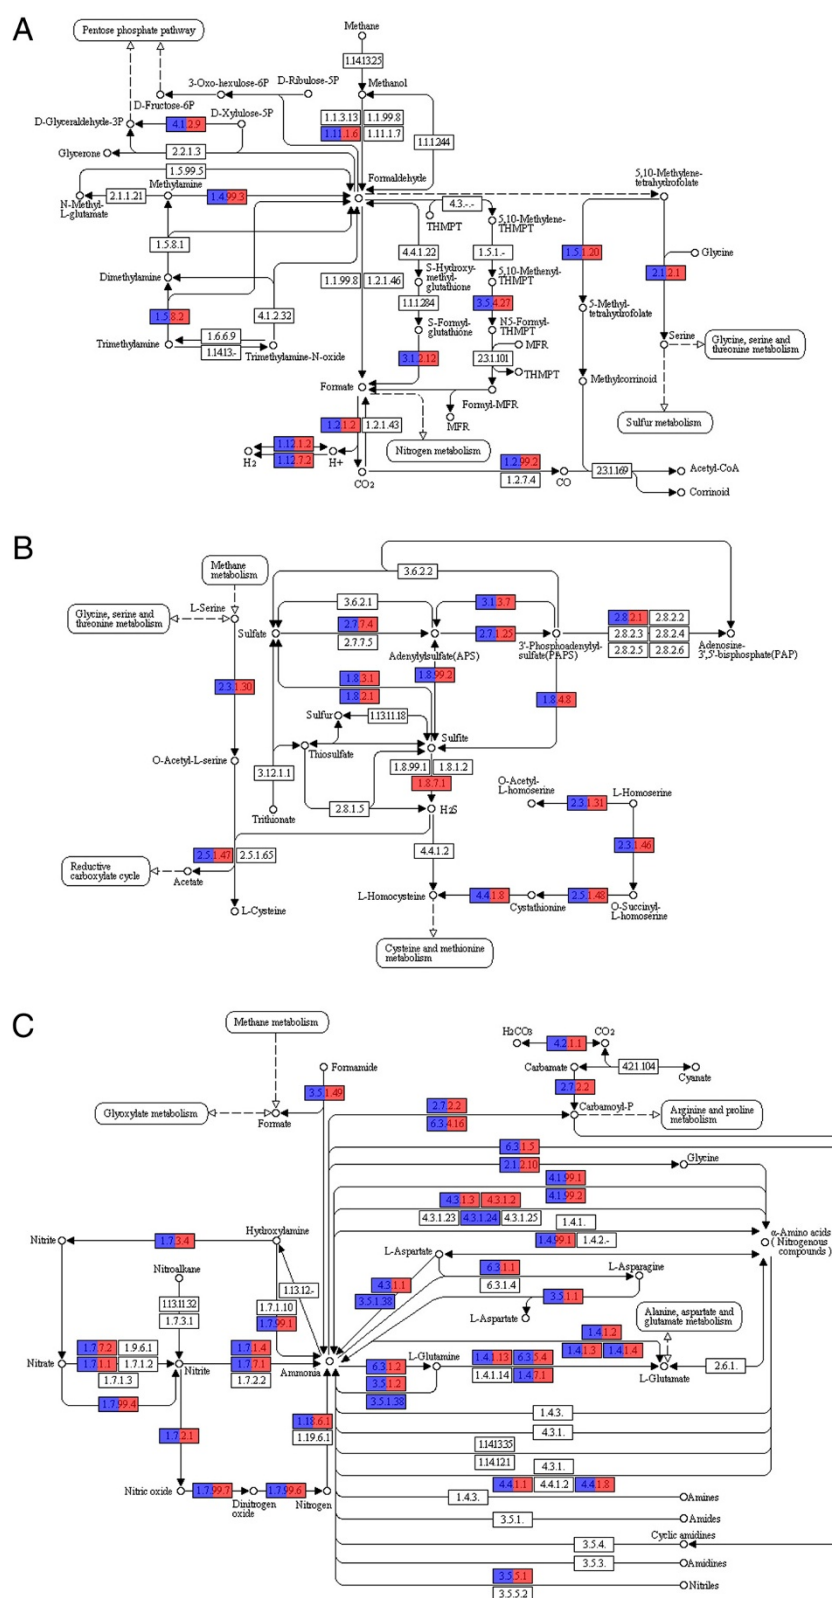 A
Pentose phosphate pathway
Methane
1.14.13.25
3-Oxo-hexulose-6P
D-Ribulose-5P
Methanol
D-Fructose-6P
D-Glyceraldehyde-3P
4.1.2.9
D-Xylulose-5P
1.1.3.13
1.1.99.8
1.11.1.6
1.11.1.7
1.1.1.244
Glycerone
2.2.1.3
1.5.99.5
Formaldehyde
Methylamine
2.1.1.21
1.4.99.3
N-Methyl-
L-glutamate
5,10-Methylene-
tetrahydrofolate
4.3.-.-
THMPT
5,10-Methylene-
THMPT
1.5.8.1
4.4.1.22
1.5.1.-
1.5.1.20
Glycine
2.1.2.1
Dimethylamine
1.1.99.8
1.2.1.46
S-Hydroxy-
methyl-
glutathione
5,10-Methenyl-
THMPT
1.5.8.2
4.1.2.32
1.1.1.284
3.5.4.27
5-Methyl-
tetrahydrofolate
1.6.6.9
1.14.13.-
Trimethylamine
Trimethylamine-N-oxide
S-Formyl-
glutathione
N5-Formyl-
THMPT
Serine
Glycine, serine and
threonine metabolism
3.1.2.12
2.3.1.101
MFR
THMPT
Methylcorrinoid
Formate
Formyl-MFR
MFR
Sulfur metabolism
1.2.1.2
1.2.1.43
Nitrogen metabolism
1.12.1.2
1.12.7.2
H2
H+
CO2
1.2.99.2
1.2.7.4
CO
2.3.1.169
Acetyl-CoA
Corrinoid
B
Methane
metabolism
3.6.2.2
L-Serine
Glycine, serine and
threonine metabolism
3.6.2.1
3.1.3.7
Sulfate
2.7.7.4
2.7.7.5
2.7.1.25
2.8.2.1
2.8.2.2
2.8.2.3
2.8.2.4
2.8.2.5
2.8.2.6
Adenylylsulfate(APS)
3'-Phosphoadenylyl-
sulfate(PAPS)
Adenosine-
3',5'-bisphosphate(PAP)
2.3.1.30
1.8.3.1
1.8.2.1
1.8.99.2
1.8.4.8
Sulfur
1.13.11.18
Sulfite
Thiosulfate
O-Acetyl-L-serine
3.12.1.1
1.8.99.1
1.8.1.2
1.8.7.1
O-Acetyl-
L-homoserine
L-Homoserine
2.3.1.31
Trithionate
2.8.1.5
H2S
2.3.1.46
2.5.1.47
2.5.1.65
4.4.1.2
Reductive
carboxylate cycle
Acetate
L-Homocysteine
4.4.1.8
Cystathionine
2.5.1.48
O-Succinyl-
L-homoserine
L-Cysteine
Cysteine and methionine
metabolism
C
Methane metabolism
H2CO3
4.2.1.1
CO2
Formamide
Carbamate
4.2.1.104
Cyanate
3.5.1.49
2.7.2.2
Glyoxylate metabolism
Formate
2.7.2.2
6.3.4.16
Carbamoyl-P
Arginine and proline
metabolism
6.3.1.5
2.1.2.10
Glycine
4.1.99.1
4.1.99.2
4.3.1.3
4.3.1.2
4.3.1.23
4.3.1.24
4.3.1.25
1.4.1.
1.4.99.1
1.4.2.-
α-Amino acids
( Nitrogenous
compounds )
Nitrite
1.7.3.4
Hydroxylamine
L-Aspartate
Nitroalkane
1.13.12.-
6.3.1.1
6.3.1.4
L-Asparagine
1.13.11.32
1.7.3.1
1.7.1.10
1.7.99.1
4.3.1.1
3.5.1.38
3.5.1.1
L-Aspartate
Alanine, aspartate and
glutamate metabolism
1.7.7.2
1.9.6.1
1.7.1.1
1.7.1.2
1.7.1.3
Nitrate
Nitrite
1.7.1.4
1.7.7.1
1.7.2.2
Ammonia
6.3.1.2
3.5.1.2
3.5.1.38
L-Glutamine
1.4.1.13
6.3.5.4
1.4.1.14
1.4.7.1
1.4.1.2
1.4.1.3
1.4.1.4
L-Glutamate
2.6.1.
1.7.99.4
1.7.2.1
1.18.6.1
1.19.6.1
1.4.3.
4.3.1.
1.14.13.35
1.14.12.1
4.3.1.
4.4.1.1
4.4.1.2
4.4.1.8
Nitric oxide
1.7.99.7
Dinitrogen
oxide
1.7.99.6
Nitrogen
1.4.3.
Amines
3.5.1.
Amides
Cyclic amidines
3.5.4.
3.5.3.
Amidines
3.5.5.1
3.5.5.2
Nitriles